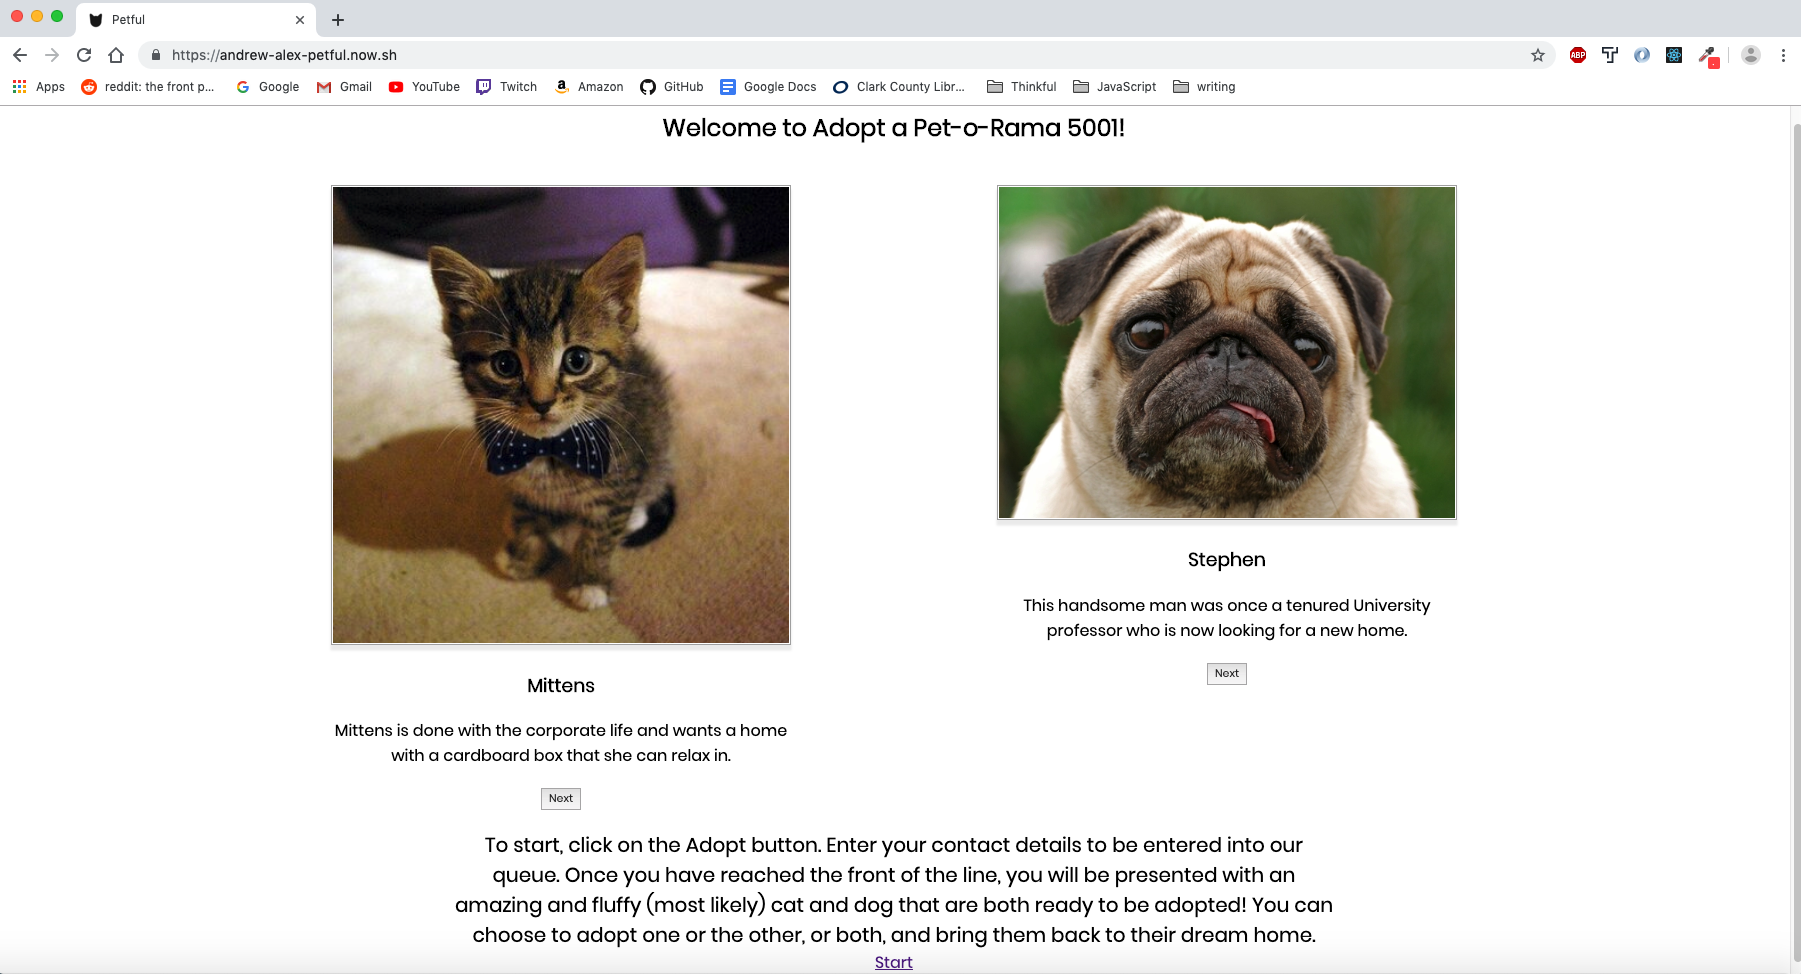 Petful
https://andrew-alex-petful.now.sh
ABP
Apps
reddit: the front p...
Google
Gmail
YouTube
Twitch
Amazon
GitHub
Google Docs
Clark County Libr...
Thinkful
JavaScript
writing
Welcome to Adopt a Pet-o-Rama 5001!
Mittens
Mittens is done with the corporate life and wants a home
with a cardboard box that she can relax in.
Next
Stephen
This handsome man was once a tenured University
professor who is now looking for a new home.
Next
To start, click on the Adopt button. Enter your contact details to be entered into our
queue. Once you have reached the front of the line, you will be presented with an
amazing and fluffy (most likely) cat and dog that are both ready to be adopted! You can
choose to adopt one or the other, or both, and bring them back to their dream home.
Start